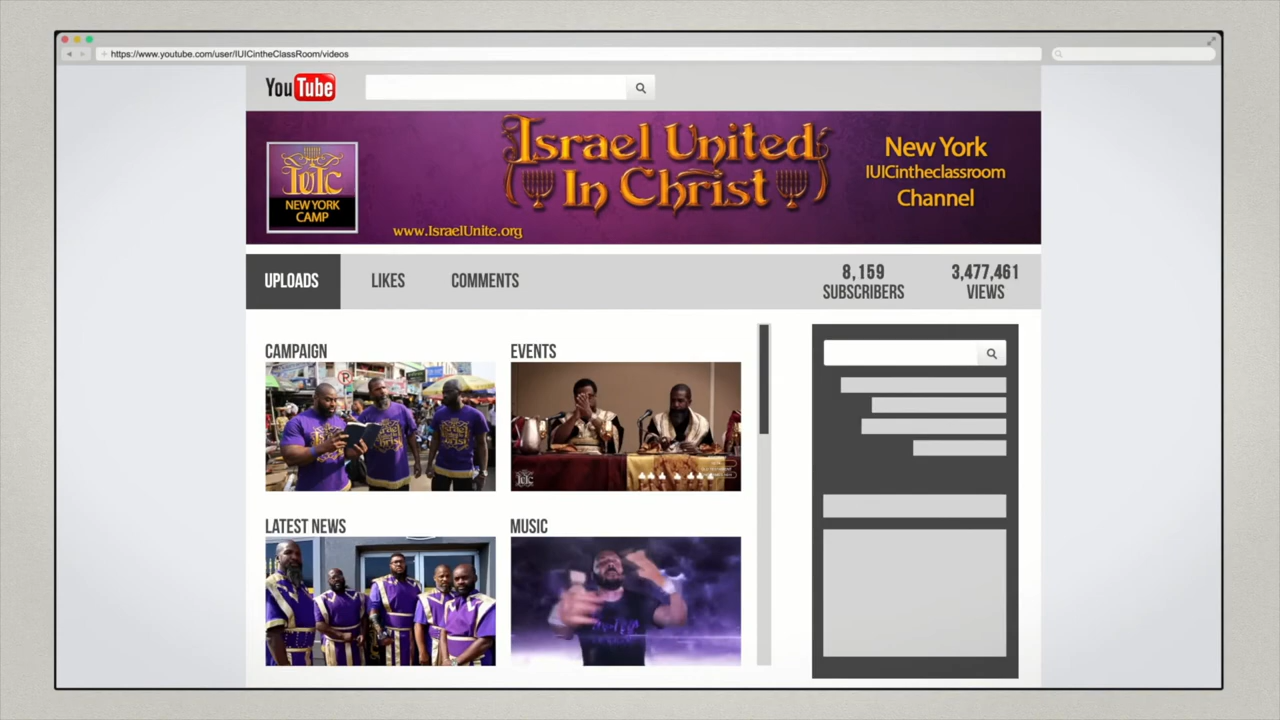 https://www.youtube.com/user/IUICintheClassRoom/videos
YouTube
Israel United
In Christ
IUIC
NEW YORK
CAMP
www.IsraelUnite.org
New York
IUICintheclassroom
Channel
UPLOADS
LIKES
COMMENTS
8,159
SUBSCRIBERS
3,477,461
VIEWS
CAMPAIGN
EVENTS
P
IUIC
LATEST NEWS
MUSIC